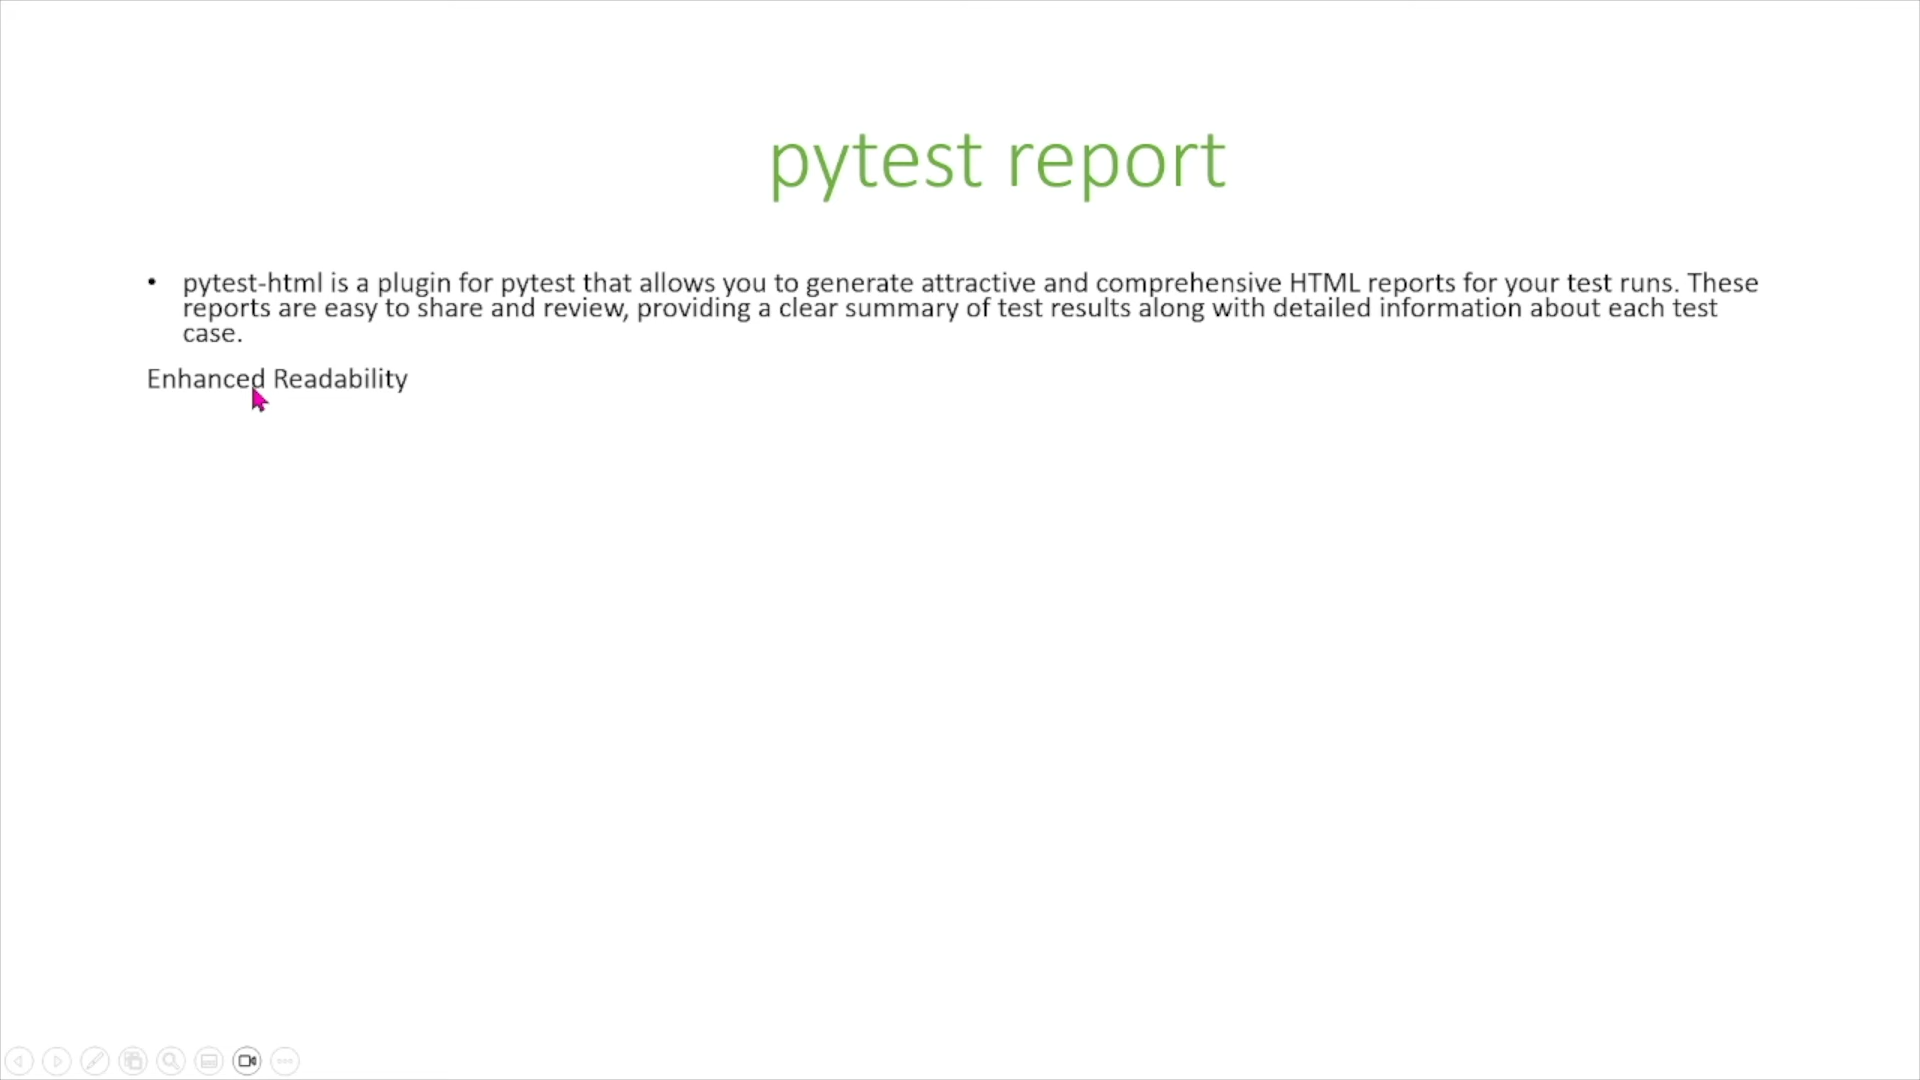 pytest report
• pytest-html is a plugin for pytest that allows you to generate attractive and comprehensive HTML reports for your test runs. These
reports are easy to share and review, providing a clear summary of test results along with detailed information about each test
case.
Enhanced Readability